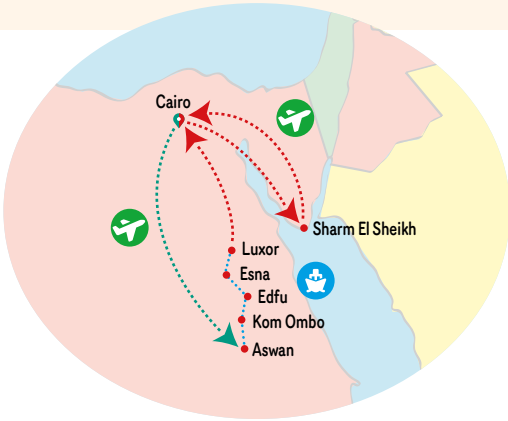 Cairo
Sharm El Sheikh
Luxor
Esna
Edfu
Kom Ombo
Aswan